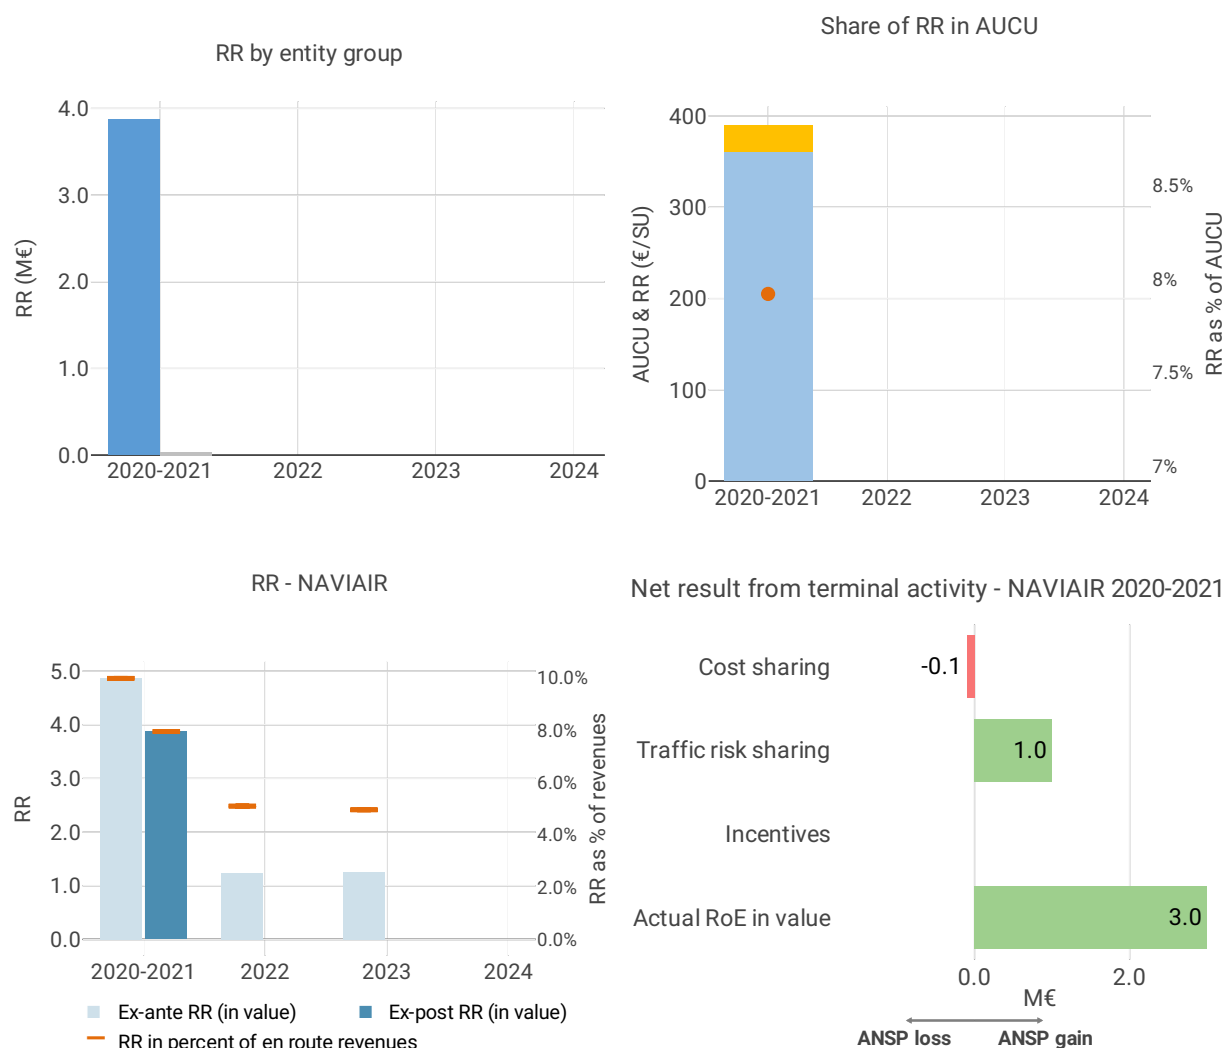 RR by entity group
4.0
3.0
2.0
1.0
0.0
RR (M€)
2020-2021 2022 2023 2024
Share of RR in AUCU
400
300
200
100
0
AUCU & RR (€/SU)
8.5%
8%
7.5%
7%
RR as % of AUCU
2020-2021 2022 2023 2024
RR - NAVIAIR
5.0
4.0
3.0
2.0
1.0
0.0
RR
10.0%
8.0%
6.0%
4.0%
2.0%
0.0%
RR as % of revenues
2020-2021 2022 2023 2024
Ex-ante RR (in value) Ex-post RR (in value)
RR in percent of en route revenues
Net result from terminal activity - NAVIAIR 2020-2021
Cost sharing -0.1
Traffic risk sharing 1.0
Incentives
Actual RoE in value 3.0
0.0 2.0
M€
ANSP loss ANSP gain